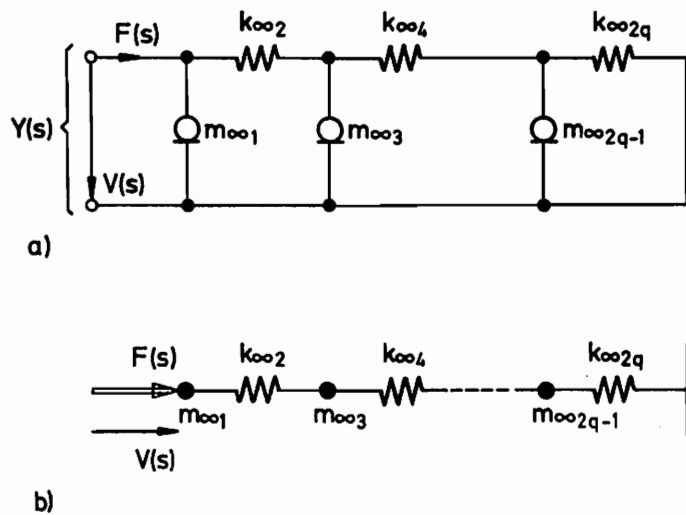 k∞2 k∞4 k∞2q
F(s)
Y(s) m∞1 m∞3 m∞2q-1
V(s)
a)
F(s) k∞2 k∞4 k∞2q
m∞1 m∞3 m∞2q-1
V(s)
b)